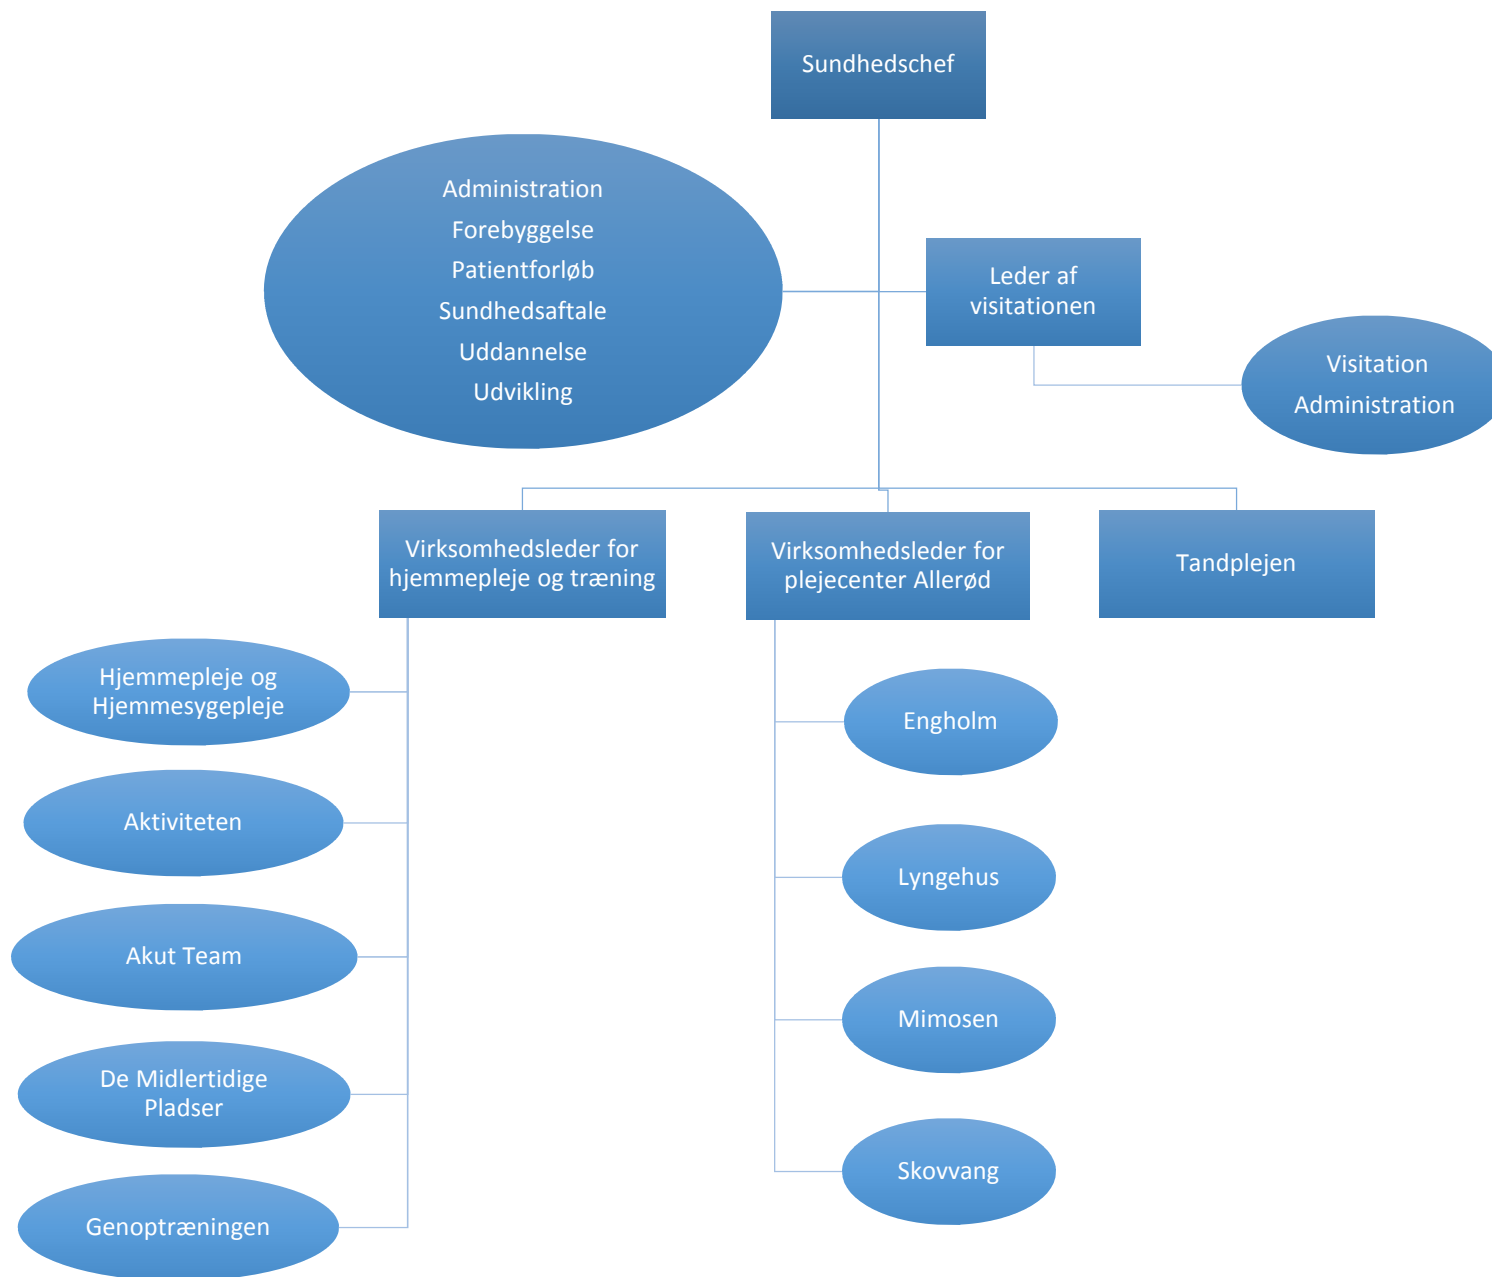 Sundhedschef
Administration
Forebyggelse
Patientforløb
Sundhedsaftale
Uddannelse
Udvikling
Leder af
visitationen
Visitation
Administration
Virksomhedsleder for
hjemmepleje og træning
Virksomhedsleder for
plejecenter Allerød
Tandplejen
Hjemmepleje og
Hjemmesygepleje
Aktiviteten
Akut Team
De Midlertidige
Pladser
Genoptræningen
Engholm
Lyngehus
Mimosen
Skovvang